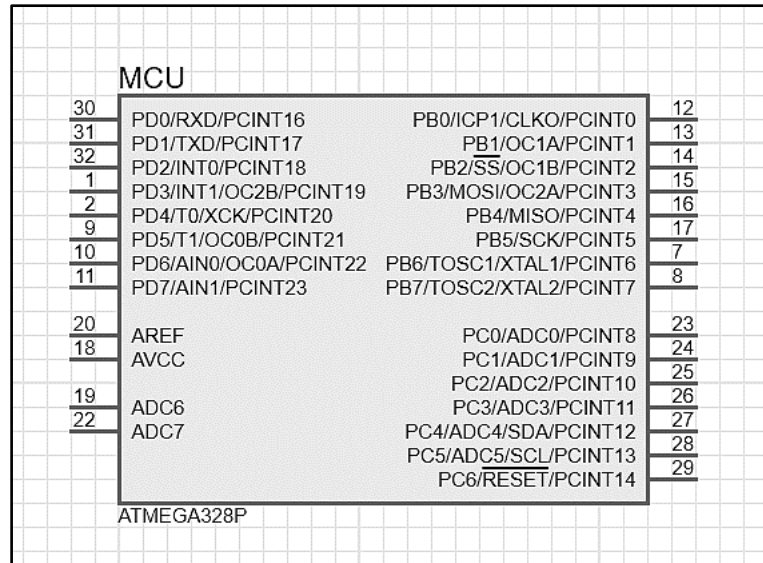 MCU
30 PD0/RXD/PCINT16 PB0/ICP1/CLKO/PCINT0 12
31 PD1/TXD/PCINT17 PB1/OC1A/PCINT1 13
32 PD2/INT0/PCINT18 PB2/SS/OC1B/PCINT2 14
1 PD3/INT1/OC2B/PCINT19 PB3/MOSI/OC2A/PCINT3 15
2 PD4/T0/XCK/PCINT20 PB4/MISO/PCINT4 16
9 PD5/T1/OC0B/PCINT21 PB5/SCK/PCINT5 17
10 PD6/AIN0/OC0A/PCINT22 PB6/TOSC1/XTAL1/PCINT6 7
11 PD7/AIN1/PCINT23 PB7/TOSC2/XTAL2/PCINT7 8
20 AREF PC0/ADC0/PCINT8 23
18 AVCC PC1/ADC1/PCINT9 24
PC2/ADC2/PCINT10 25
19 ADC6 PC3/ADC3/PCINT11 26
22 ADC7 PC4/ADC4/SDA/PCINT12 27
PC5/ADC5/SCL/PCINT13 28
PC6/RESET/PCINT14 29
ATMEGA328P